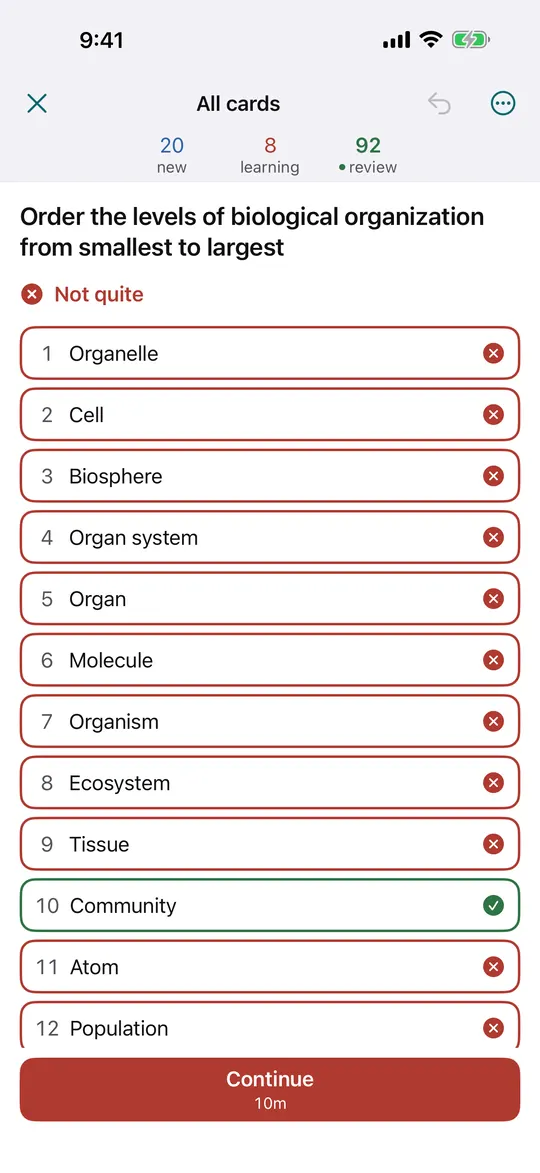 9:41
All cards
20 8 92
new learning review
Order the levels of biological organization
from smallest to largest
Not quite
1 Organelle
2 Cell
3 Biosphere
4 Organ system
5 Organ
6 Molecule
7 Organism
8 Ecosystem
9 Tissue
10 Community
11 Atom
12 Population
Continue
10m